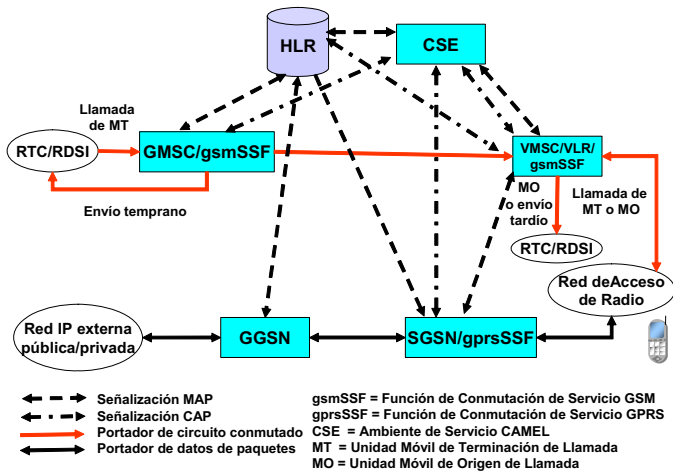 HLR
CSE
Llamada
de MT
RTC/RDSI
GMSC/gsmSSF
VMSC/VLR/
gsmSSF
Envío temprano
MO
o envío
tardío
Llamada de
MT o MO
RTC/RDSI
Red deAcceso
de Radio
Red IP externa
pública/privada
GGSN
SGSN/gprsSSF
Señalización MAP
Señalización CAP
Portador de circuito conmutado
Portador de datos de paquetes
gsmSSF = Función de Conmutación de Servicio GSM
gprsSSF = Función de Conmutación de Servicio GPRS
CSE = Ambiente de Servicio CAMEL
MT = Unidad Móvil de Terminación de Llamada
MO = Unidad Móvil de Origen de Llamada